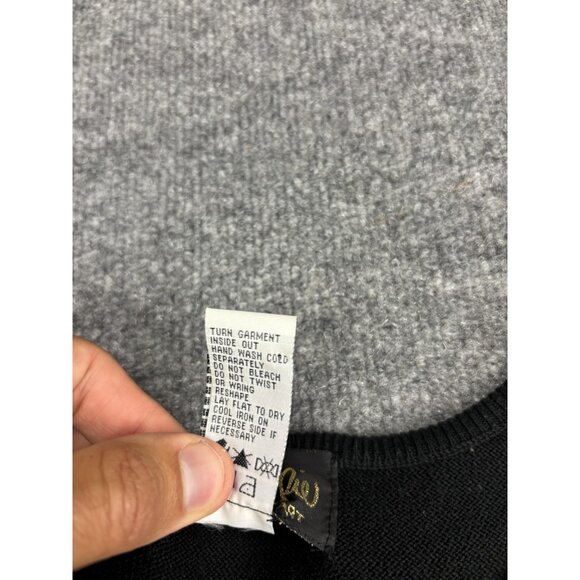 TURN GARMENT
INSIDE OUT
HAND WASH COLD
SEPARATELY
DO NOT BLEACH
DO NOT TWIST
OR WRING
RESHAPE
LAY FLAT TO DRY
COOL IRON ON
REVERSE SIDE IF
NECESSARY